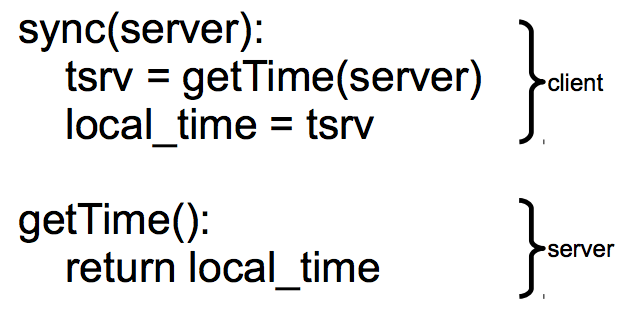 sync(server):
tsrv = getTime(server)
local_time = tsrv
client
getTime():
return local_time
server